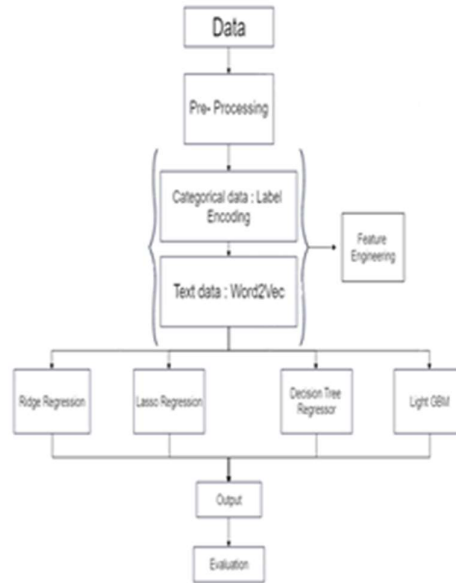 Data
Pre- Processing
Categorical data : Label
Encoding
Feature
Engineering
Text data : Word2Vec
Ridge Regression
Lasso Regression
Decision Tree
Regressor
Light GBM
Output
Evaluation